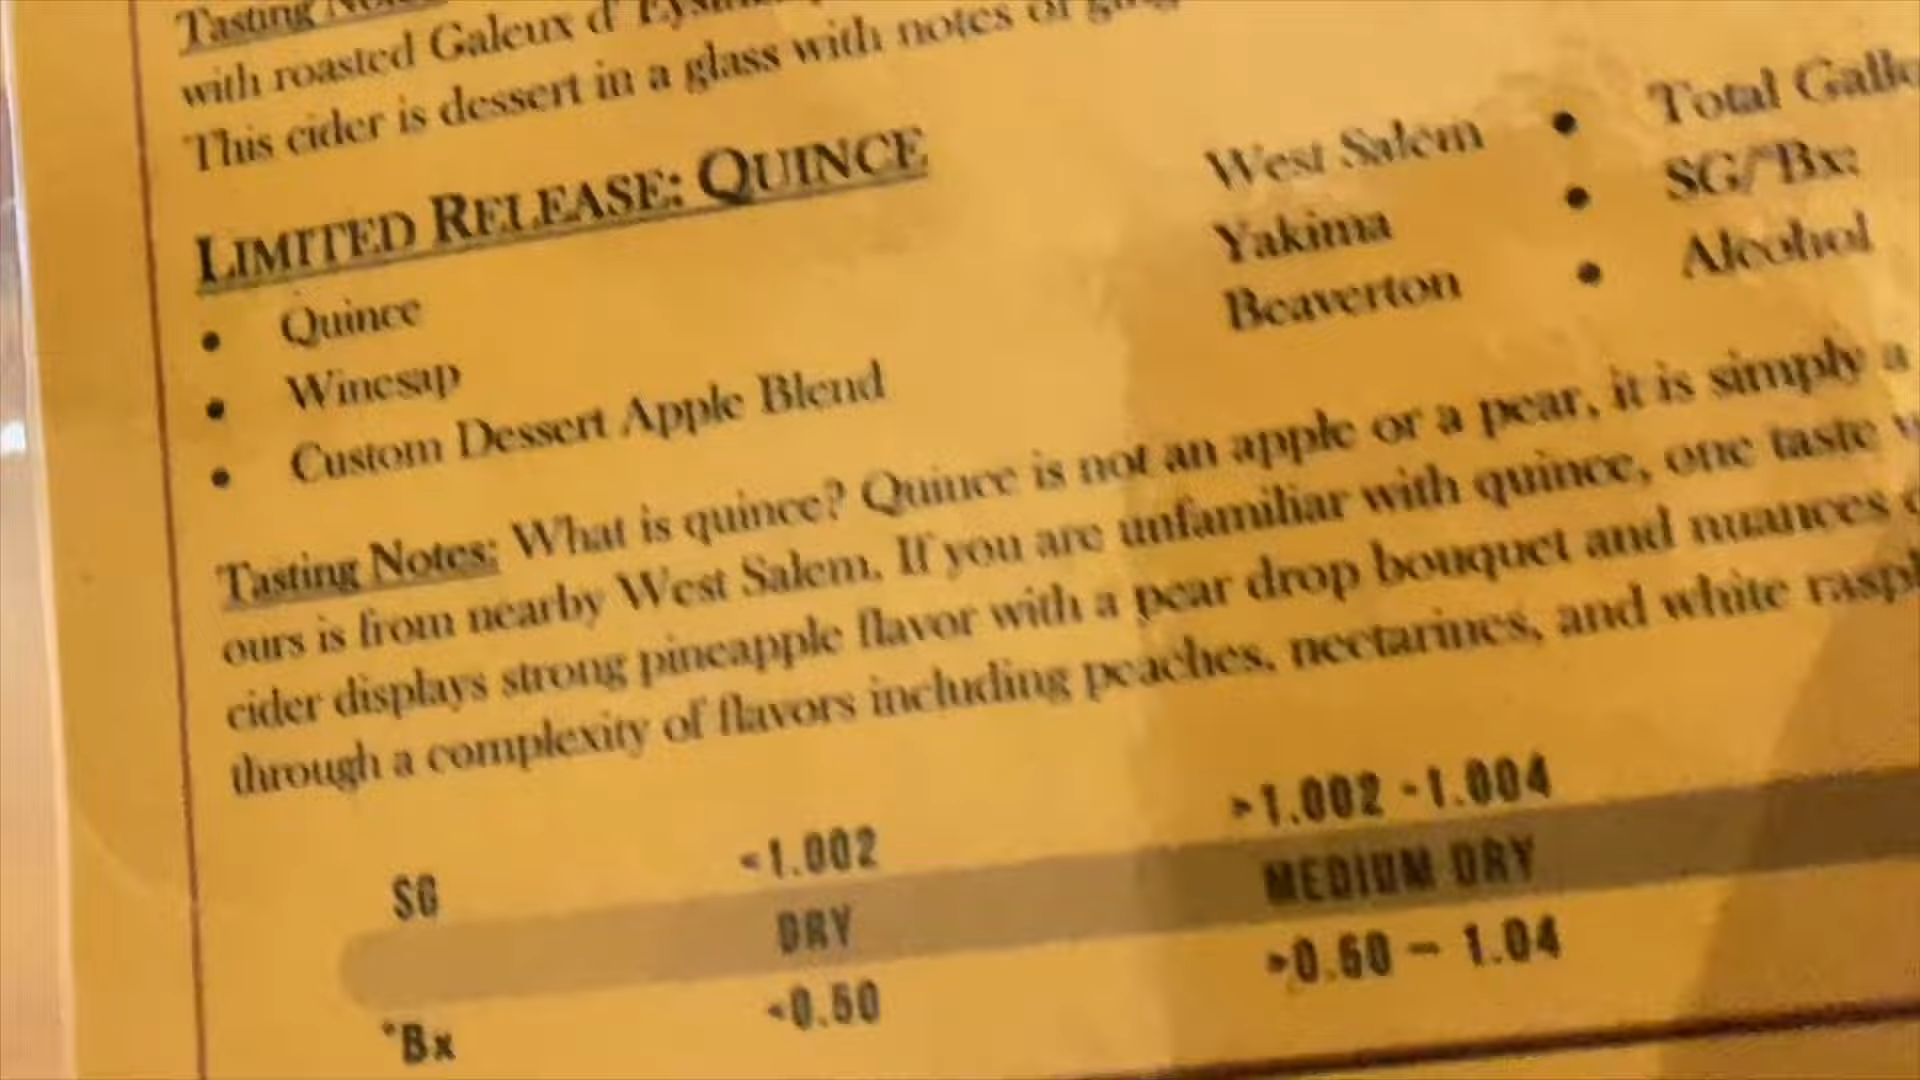 Tasting
with roasted Galeux d'
This cider is dessert in a glass with notes of
LIMITED RELEASE: QUINCE
• Quince West Salem • Total
• Winesap Yakima • SG/°Bx:
• Custom Dessert Apple Blend Beaverton • Alcohol
Tasting Notes: What is quince? Quince is not an apple or a pear, it is simply a
ours is from nearby West Salem. If you are unfamiliar with quince, one taste
cider displays strong pineapple flavor with a pear drop bouquet and nuances
through a complexity of flavors including peaches, nectarines, and white
SG <1.002 >1.002 -1.004
DRY MEDIUM DRY
°Bx <0.50 – 1.04